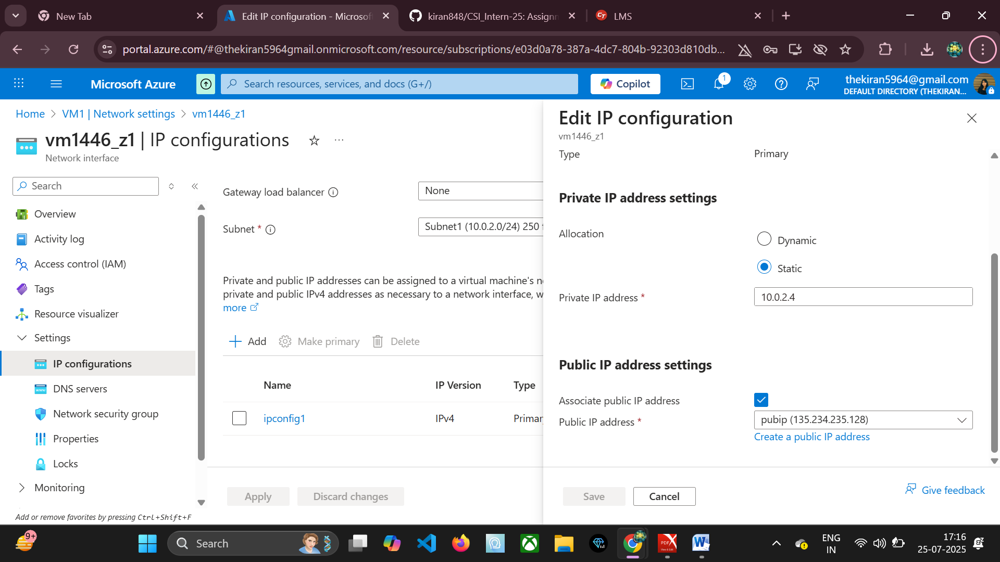 New Tab
Edit IP configuration - Microsof
kiran848/CSI_Intern-25: Assignm
LMS
portal.azure.com/#@thekiran5964gmail.onmicrosoft.com/resource/subscriptions/e03d0a78-387a-4dc7-804b-92303d810db...
Microsoft Azure
Search resources, services, and docs (G+/)
Copilot
1
thekiran5964@gmail.com
DEFAULT DIRECTORY (THEKIRAN...
Home > VM1 | Network settings > vm1446_z1
vm1446_z1 | IP configurations
Network interface
Search
Overview
Activity log
Access control (IAM)
Tags
Resource visualizer
Settings
IP configurations
DNS servers
Network security group
Properties
Locks
Monitoring
Add or remove favorites by pressing Ctrl+Shift+F
Gateway load balancer
None
Subnet *
Subnet1 (10.0.2.0/24) 250 f
Private and public IP addresses can be assigned to a virtual machine's n
private and public IPv4 addresses as necessary to a network interface, w
more
Add
Make primary
Delete
Name
IP Version
Type
ipconfig1
IPv4
Primar
Apply
Discard changes
Edit IP configuration
vm1446_z1
Type
Primary
Private IP address settings
Allocation
Dynamic
Static
Private IP address *
10.0.2.4
Public IP address settings
Associate public IP address
Public IP address *
pubip (135.234.235.128)
Create a public IP address
Save
Cancel
Give feedback
9+
Search
PDFX
View & Edit
ENG
IN
17:16
25-07-2025